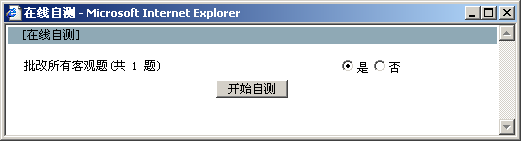 在线自测 - Microsoft Internet Explorer
[在线自测]
批改所有客观题(共 1 题) 是 否
开始自测